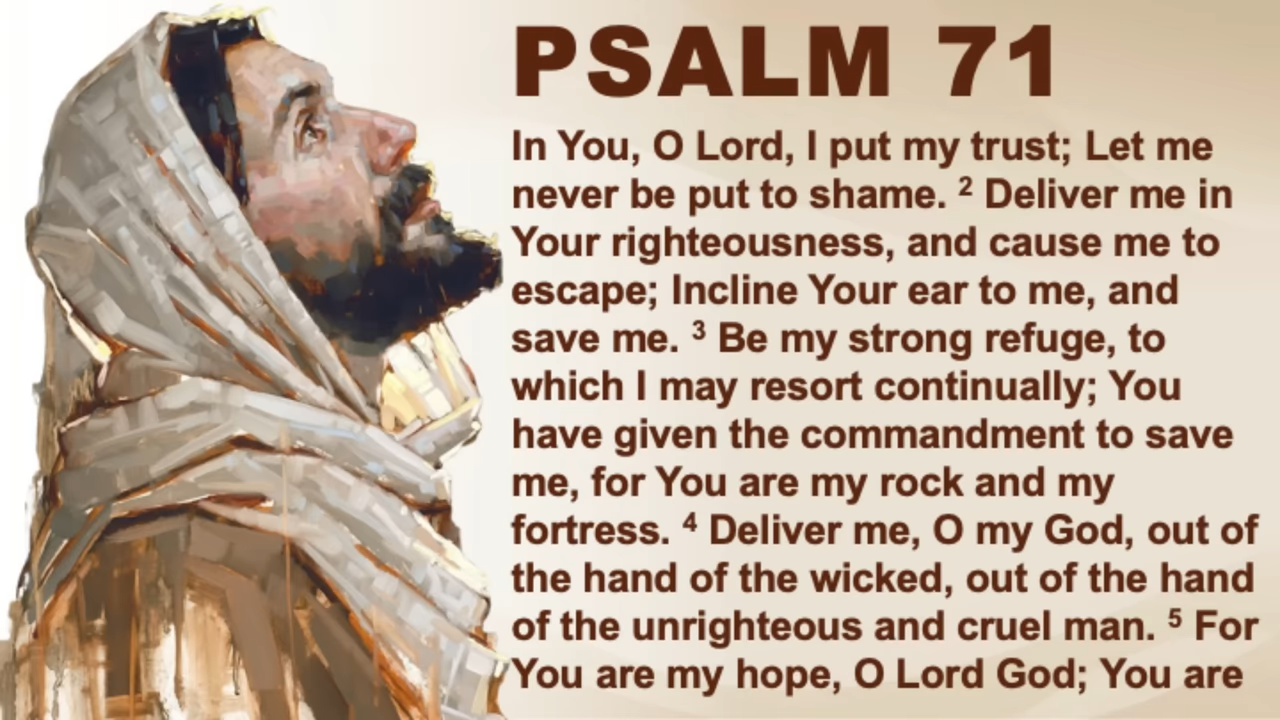 PSALM 71
In You, O Lord, I put my trust; Let me
never be put to shame. ² Deliver me in
Your righteousness, and cause me to
escape; Incline Your ear to me, and
save me. ³ Be my strong refuge, to
which I may resort continually; You
have given the commandment to save
me, for You are my rock and my
fortress. ⁴ Deliver me, O my God, out of
the hand of the wicked, out of the hand
of the unrighteous and cruel man. ⁵ For
You are my hope, O Lord God; You are